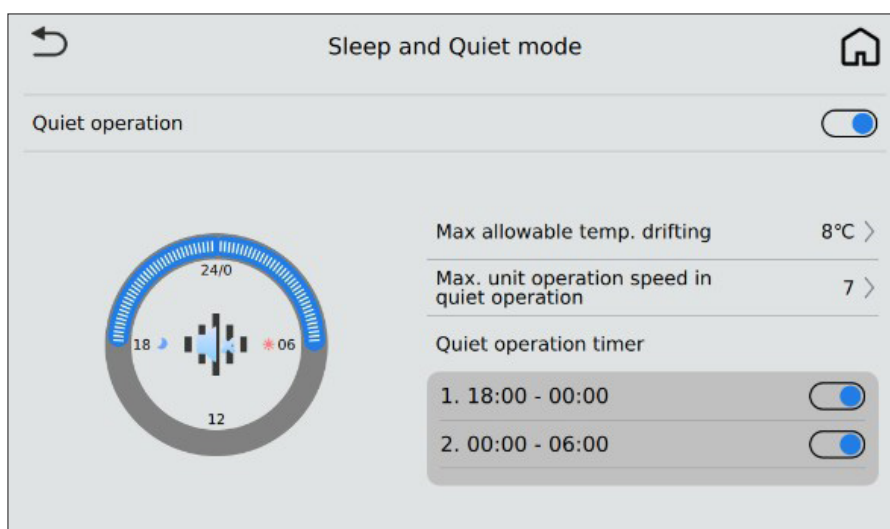 Sleep and Quiet mode
Quiet operation
24/0
18
06
12
Max allowable temp. drifting 8°C
Max. unit operation speed in
quiet operation 7
Quiet operation timer
1. 18:00 - 00:00
2. 00:00 - 06:00